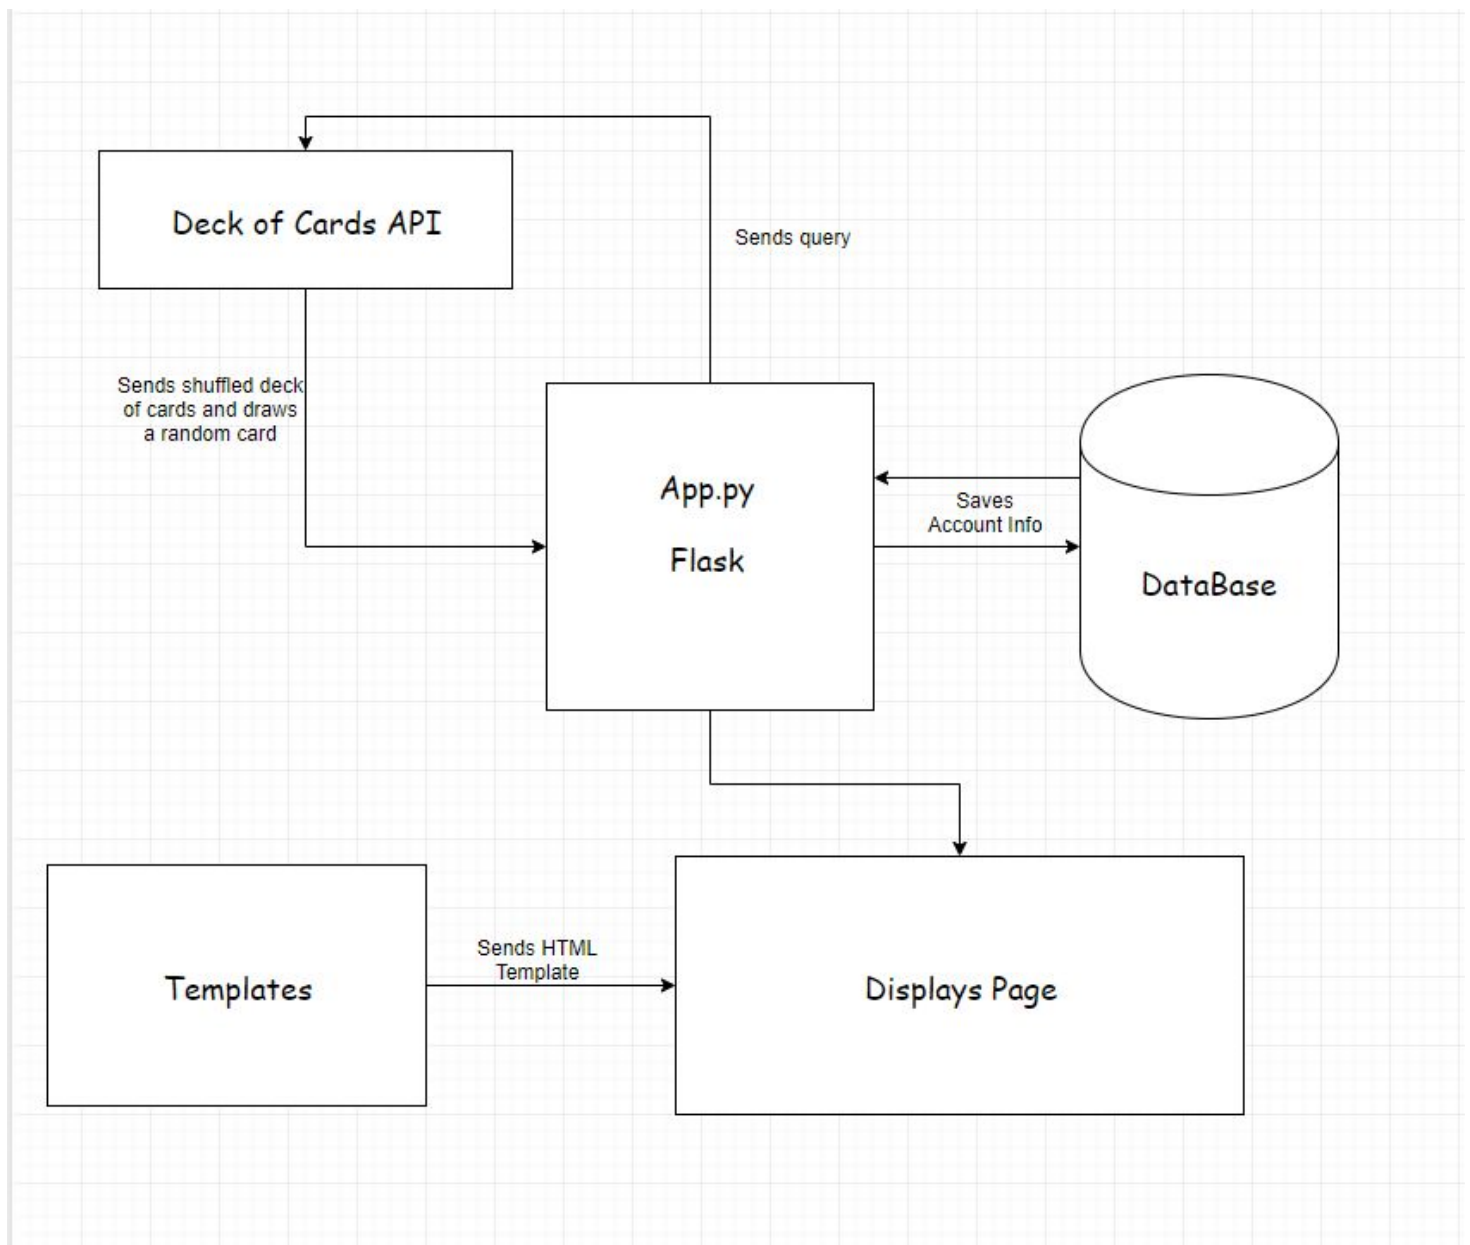 Deck of Cards API
Sends query
Sends shuffled deck
of cards and draws
a random card
App.py
Flask
Saves
Account Info
DataBase
Templates
Sends HTML
Template
Displays Page